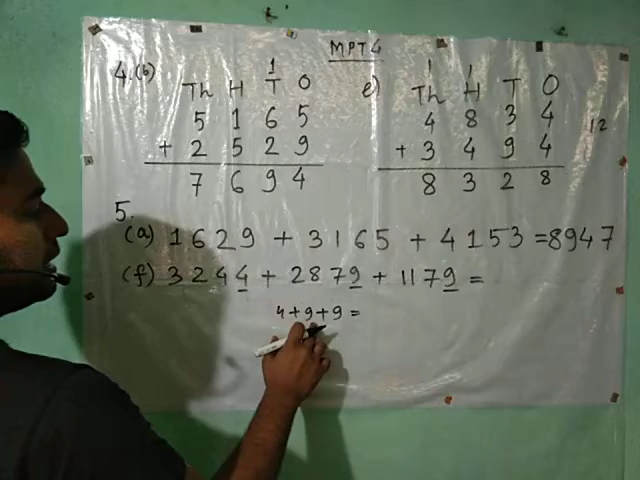 MPT4
4.(b)
1
Th H T O
5 1 6 5
+ 2 5 2 9
7 6 9 4
e)
1 1
Th H T O
4 8 3 4
+ 3 4 9 4
8 3 2 8
12
5.
(a) 1629 + 3165 + 4153 = 8947
(f) 3244 + 2879 + 1179 =
4+9+9=